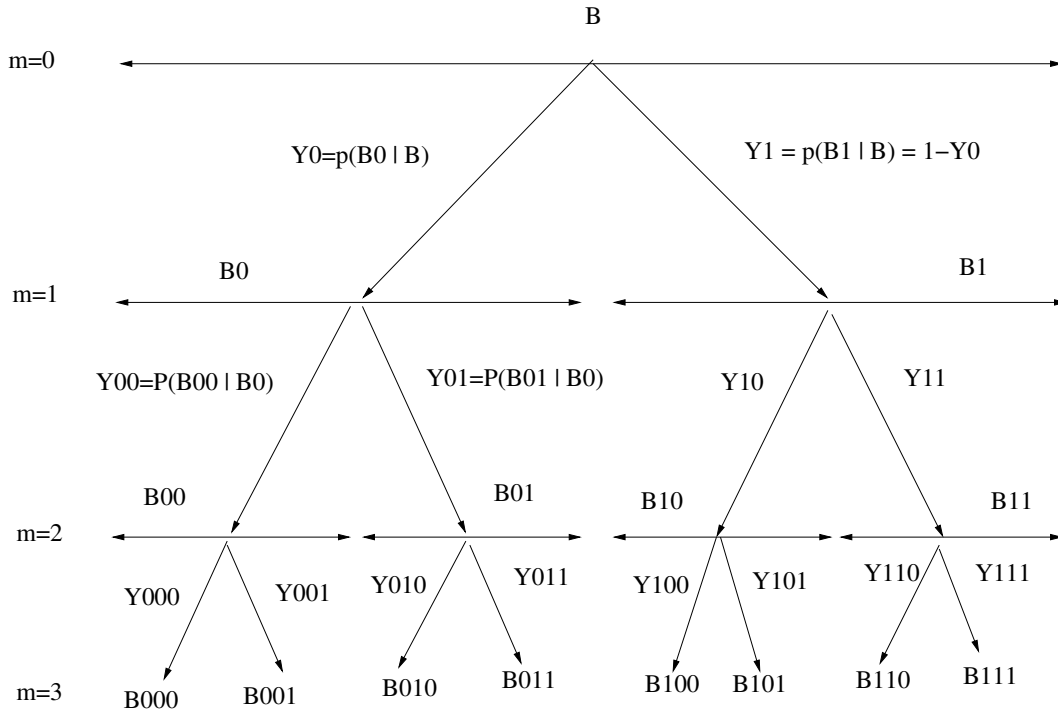 B
m=0
Y0=p(B0 | B)
Y1 = p(B1 | B) = 1−Y0
B0
B1
m=1
Y00=P(B00 | B0)
Y01=P(B01 | B0)
Y10
Y11
B00
B01
B10
B11
m=2
Y000
Y001
Y010
Y011
Y100
Y101
Y110
Y111
m=3
B000
B001
B010
B011
B100
B101
B110
B111